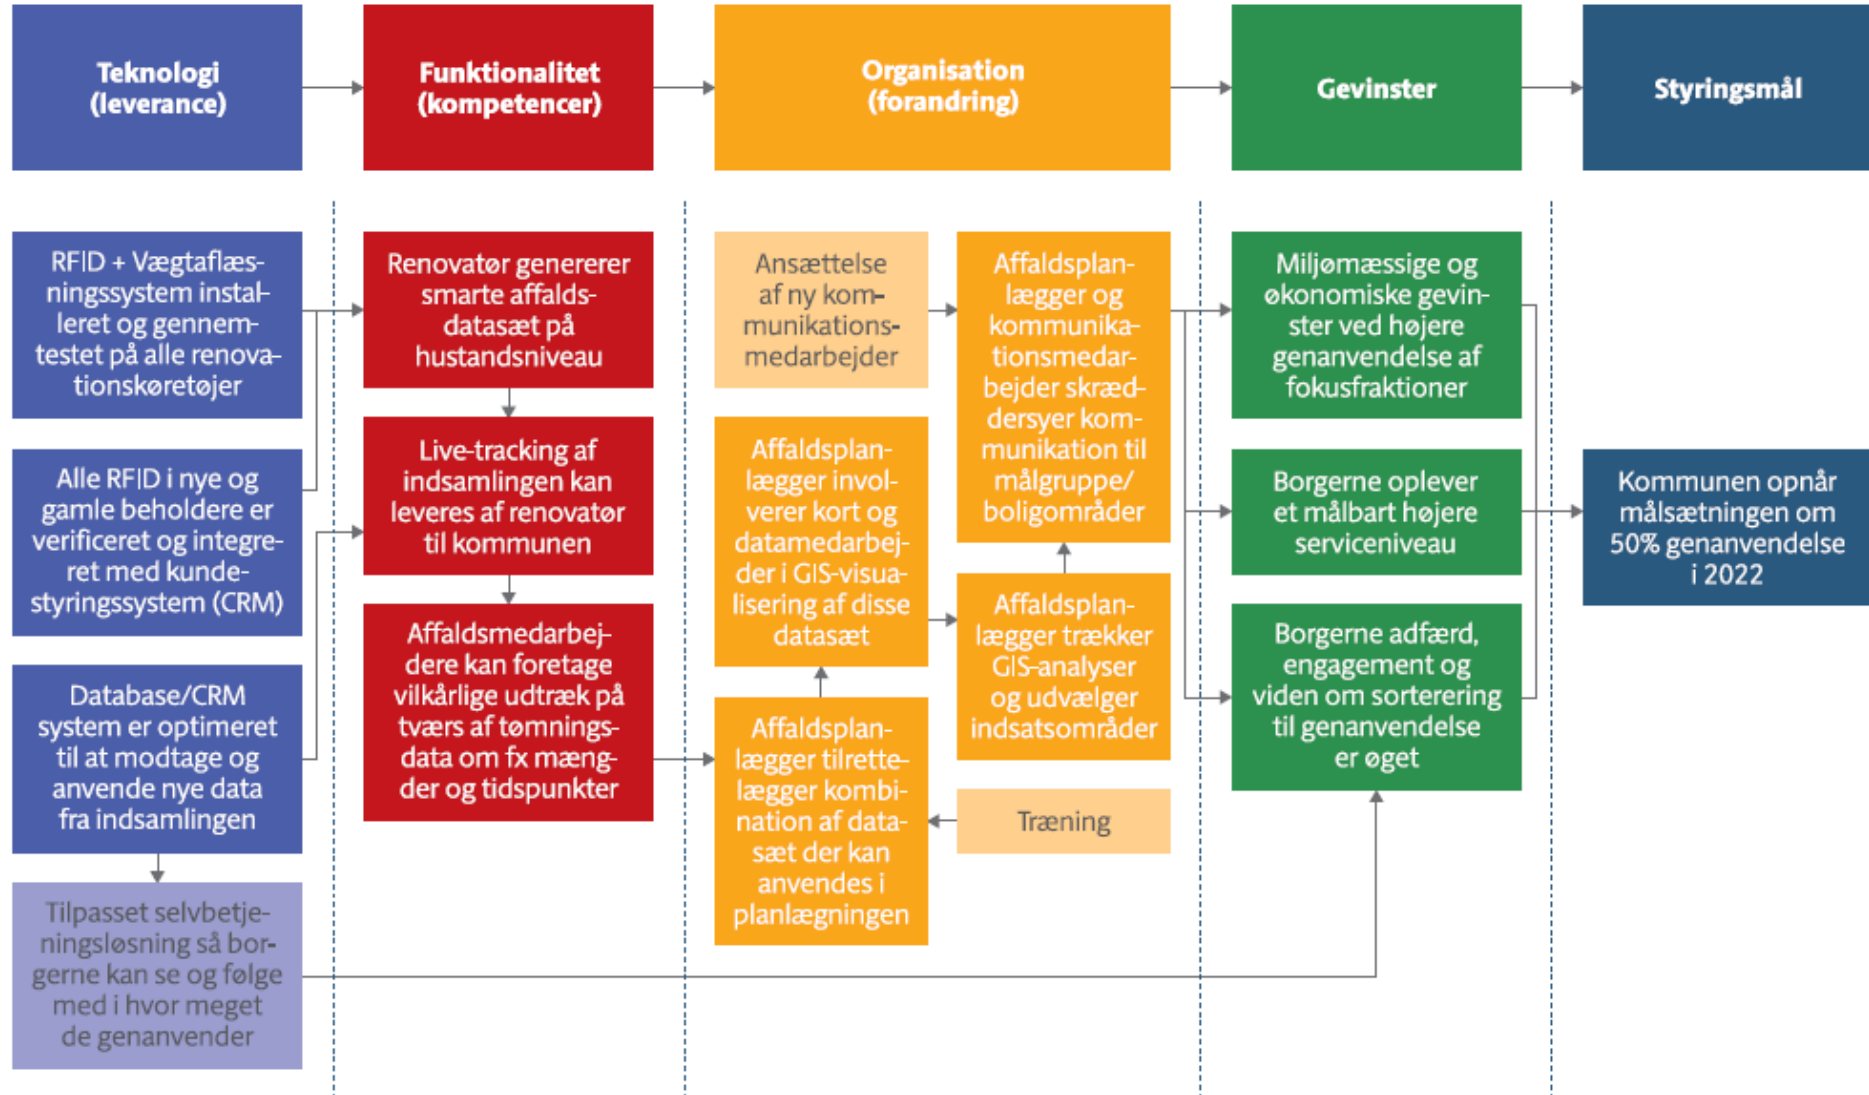 Teknologi
(leverance)
Funktionalitet
(kompetencer)
Organisation
(forandring)
Gevinster
Styringsmål
RFID + Vægtaflæs-
ningssystem instal-
leret og gennem-
testet på alle renova-
tionskøretøjer
Alle RFID i nye og
gamle beholdere er
verificeret og integre-
ret med kunde-
styringssystem (CRM)
Database/CRM
system er optimeret
til at modtage og
anvende nye data
fra indsamlingen
Tilpasset selvbetje-
ningsløsning så bor-
gerne kan se og følge
med i hvor meget
de genanvender
Renovatør genererer
smarte affalds-
datasæt på
hustandsniveau
Live-tracking af
indsamlingen kan
leveres af renovatør
til kommunen
Affaldsmedarbej-
dere kan foretage
vilkårlige udtræk på
tværs af tømnings-
data om fx mæng-
der og tidspunkter
Ansættelse
af ny kom-
munikations-
medarbejder
Affaldsplan-
lægger invol-
verer kort og
datamedarbej-
der i GIS-visua-
lisering af disse
datasæt
Affaldsplan-
lægger tilrette-
lægger kombi-
nation af data-
sæt der kan
anvendes i
planlægningen
Affaldsplan-
lægger og
kommunika-
tionsmedar-
bejder skræd-
dersyer kom-
munikation til
målgruppe/
boligområder
Affaldsplan-
lægger trækker
GIS-analyser
og udvælger
indsatsområder
Træning
Miljømæssige og
økonomiske gevin-
ster ved højere
genanvendelse af
fokusfraktioner
Borgerne oplever
et målbart højere
serviceniveau
Borgerne adfærd,
engagement og
viden om sorterering
til genanvendelse
er øget
Kommunen opnår
målsætningen om
50% genanvendelse
i 2022